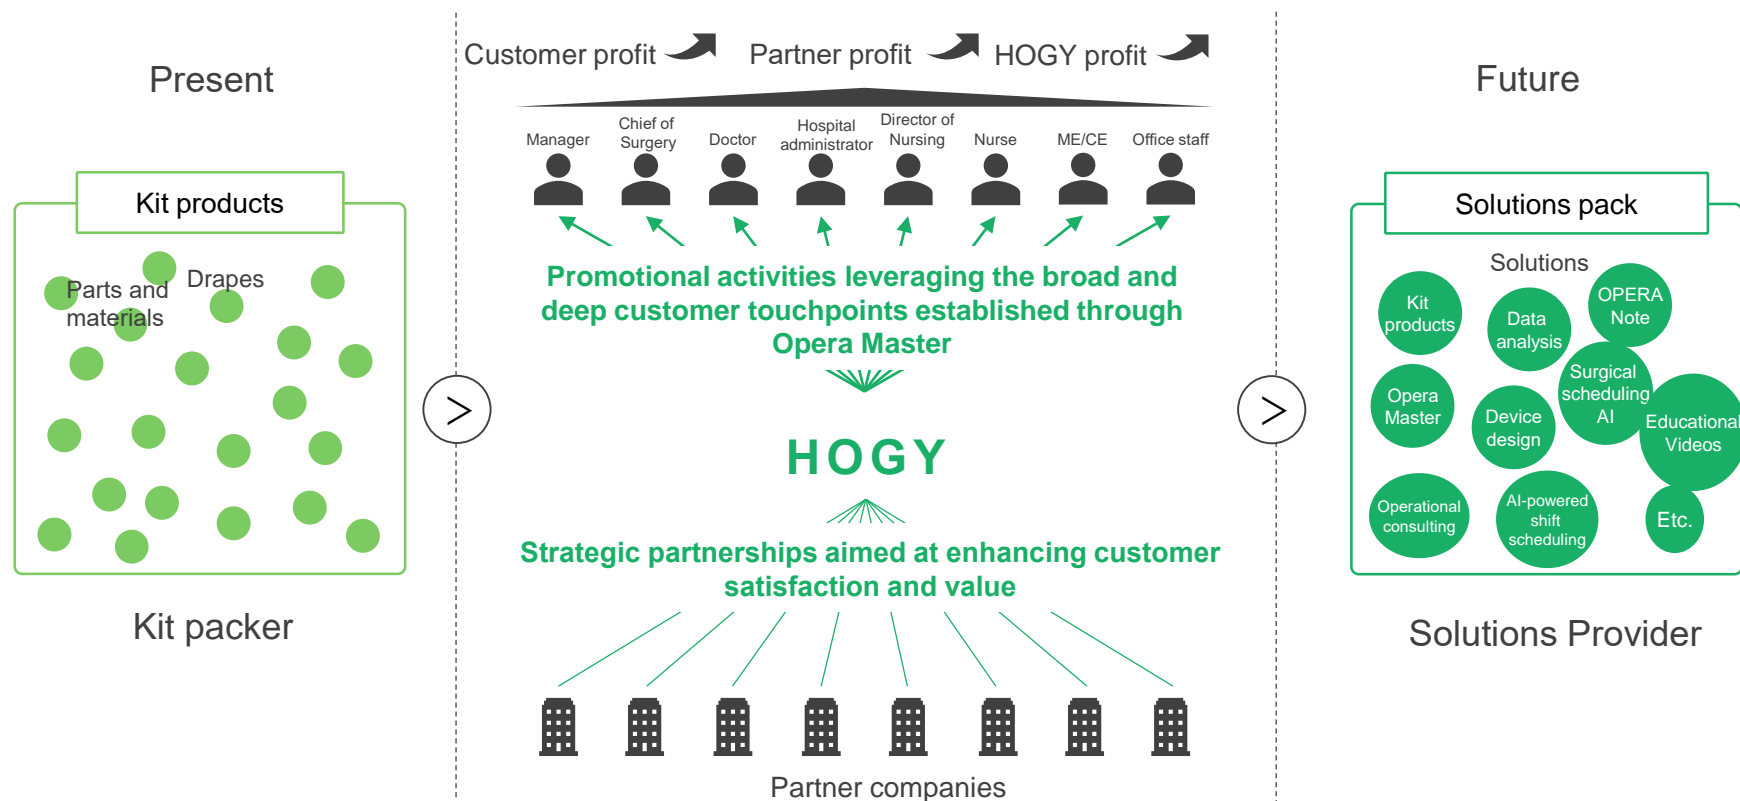 Present
Kit products
Parts and
materials
Drapes
Kit packer
>
Customer profit
Partner profit
HOGY profit
Manager
Chief of
Surgery
Doctor
Hospital
administrator
Director of
Nursing
Nurse
ME/CE
Office staff
Promotional activities leveraging the broad and
deep customer touchpoints established through
Opera Master
HOGY
Strategic partnerships aimed at enhancing customer
satisfaction and value
Partner companies
>
Future
Solutions pack
Solutions
Kit
products
Data
analysis
OPERA
Note
Opera
Master
Device
design
Surgical
scheduling
AI
Educational
Videos
Operational
consulting
AI-powered
shift
scheduling
Etc.
Solutions Provider